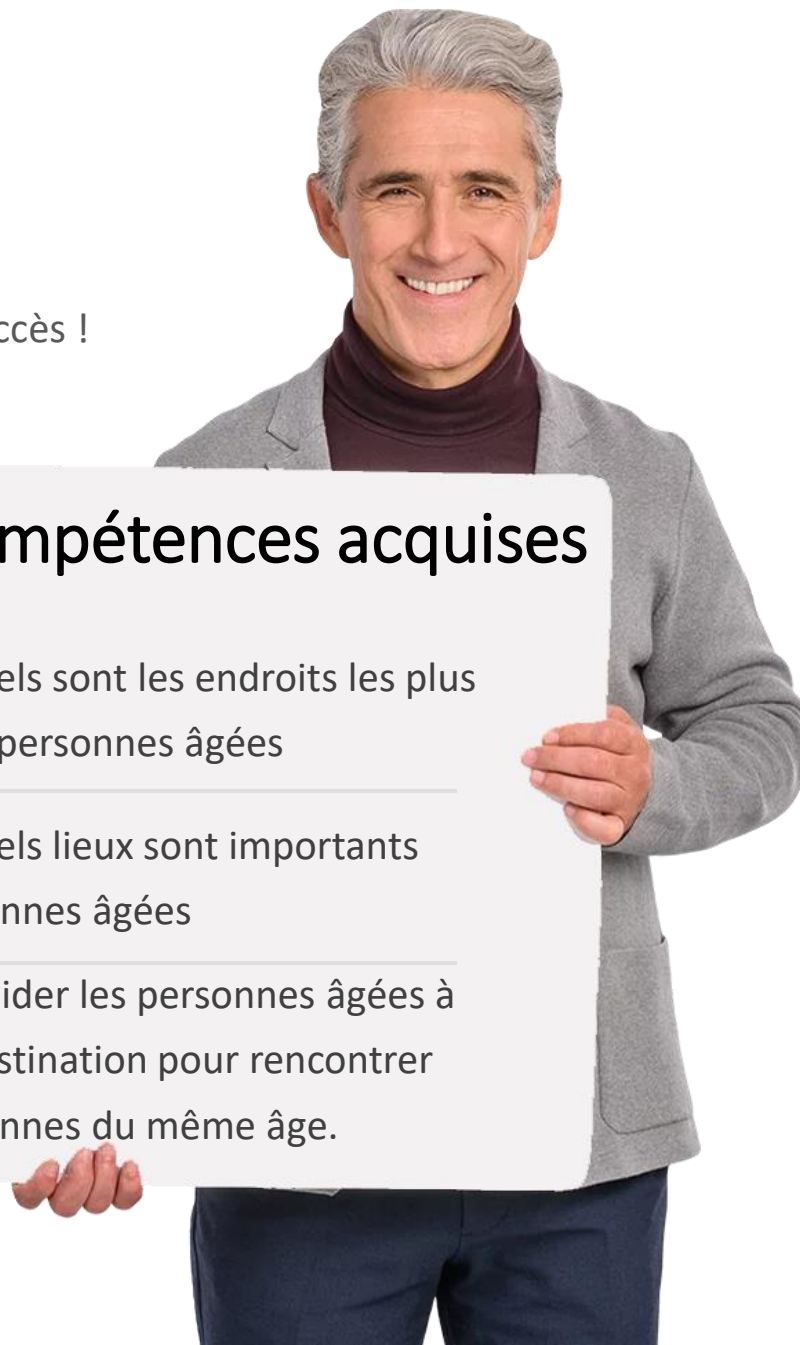 ccès !
mpétences acquises
els sont les endroits les plus
personnes âgées
els lieux sont importants
nnes âgées
ider les personnes âgées à
stination pour rencontrer
nnes du même âge.